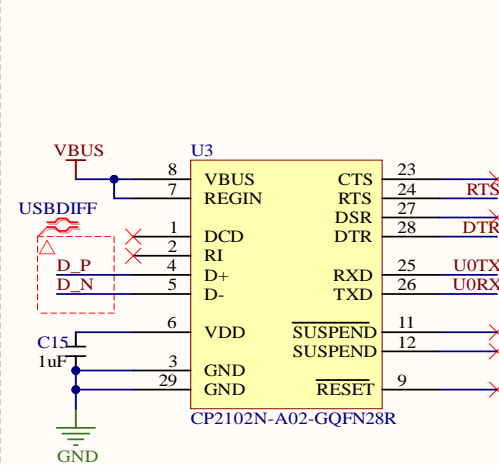 VBUS
U3
8 VBUS CTS 23
7 REGIN RTS 24 RTS
DSR 27
USBDIFF
1 DCD DTR 28 DTR
2 RI
D_P 4 D+ RXD 25 U0TX
D_N 5 D- TXD 26 U0RX
6 VDD SUSPEND 11
C15
SUSPEND 12
1uF
3 GND
29 GND RESET 9
CP2102N-A02-GQFN28R
GND